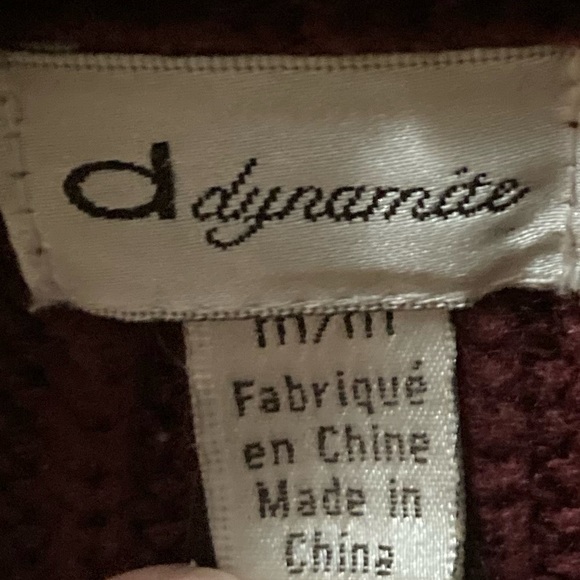 d dynamite
m/m
Fabriqué
en Chine
Made in
China